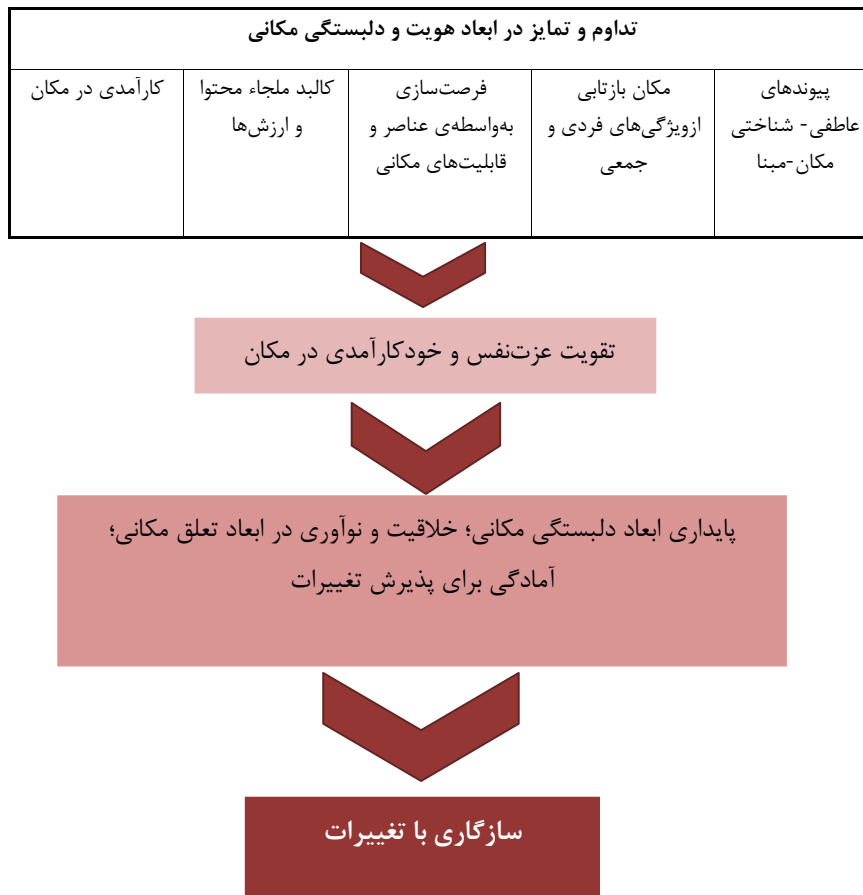 تداوم و تمایز در ابعاد هویت و دلبستگی مکانی
پیوندهای
عاطفی- شناختی
مکان-مبنا
مکان بازتابی
ازویژگی‌های فردی و
جمعی
فرصت‌سازی
به‌واسطه‌ی عناصر و
قابلیت‌های مکانی
کالبد ملجاء محتوا
و ارزش‌ها
کارآمدی در مکان
تقویت عزت‌نفس و خودکارآمدی در مکان
پایداری ابعاد دلبستگی مکانی؛ خلاقیت و نوآوری در ابعاد تعلق مکانی؛
آمادگی برای پذیرش تغییرات
سازگاری با تغییرات